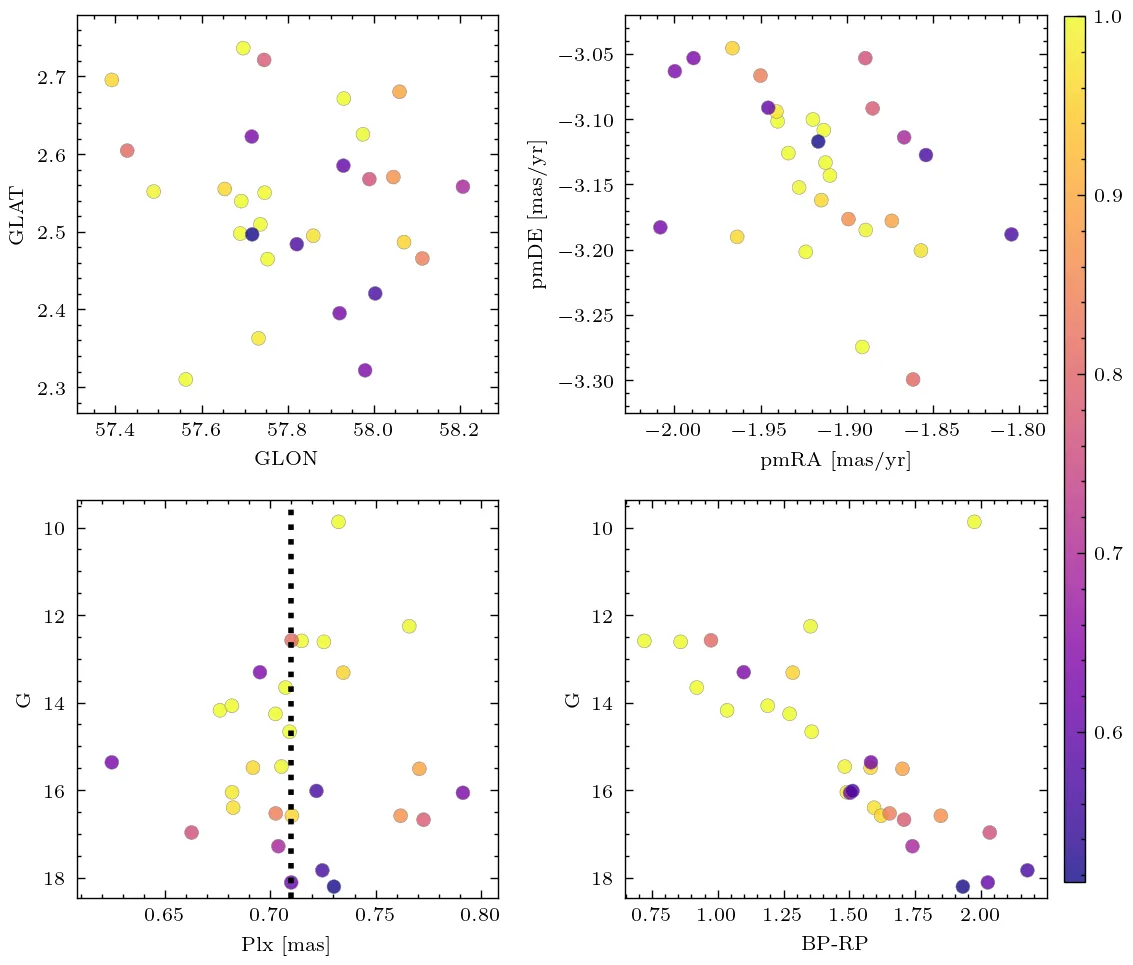 2.7
2.6
2.5
2.4
2.3
GLAT
57.4 57.6 57.8 58.0 58.2
GLON
−3.05
−3.10
−3.15
−3.20
−3.25
−3.30
pmDE [mas/yr]
−2.00 −1.95 −1.90 −1.85 −1.80
pmRA [mas/yr]
1.0
0.9
0.8
0.7
0.6
10
12
14
16
18
G
0.65 0.70 0.75 0.80
Plx [mas]
10
12
14
16
18
G
0.75 1.00 1.25 1.50 1.75 2.00
BP-RP